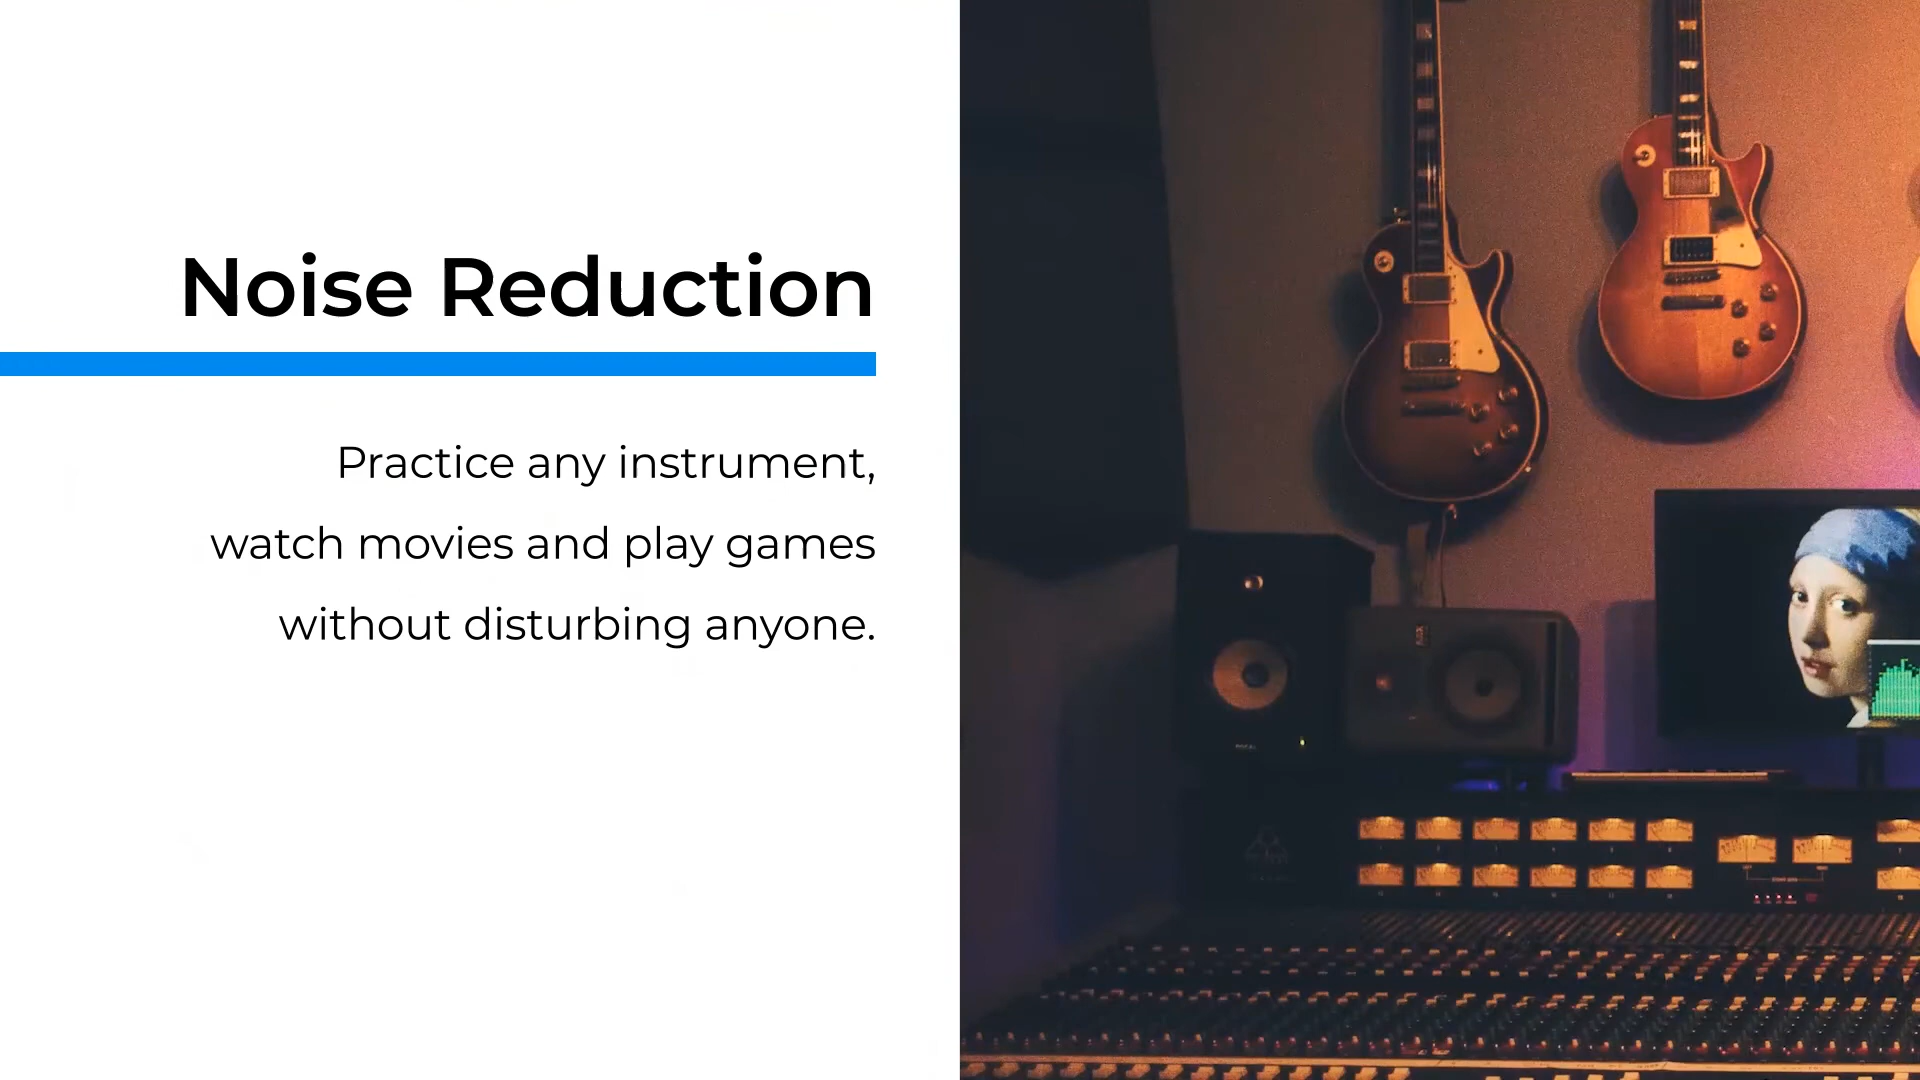 Noise Reduction
Practice any instrument,
watch movies and play games
without disturbing anyone.